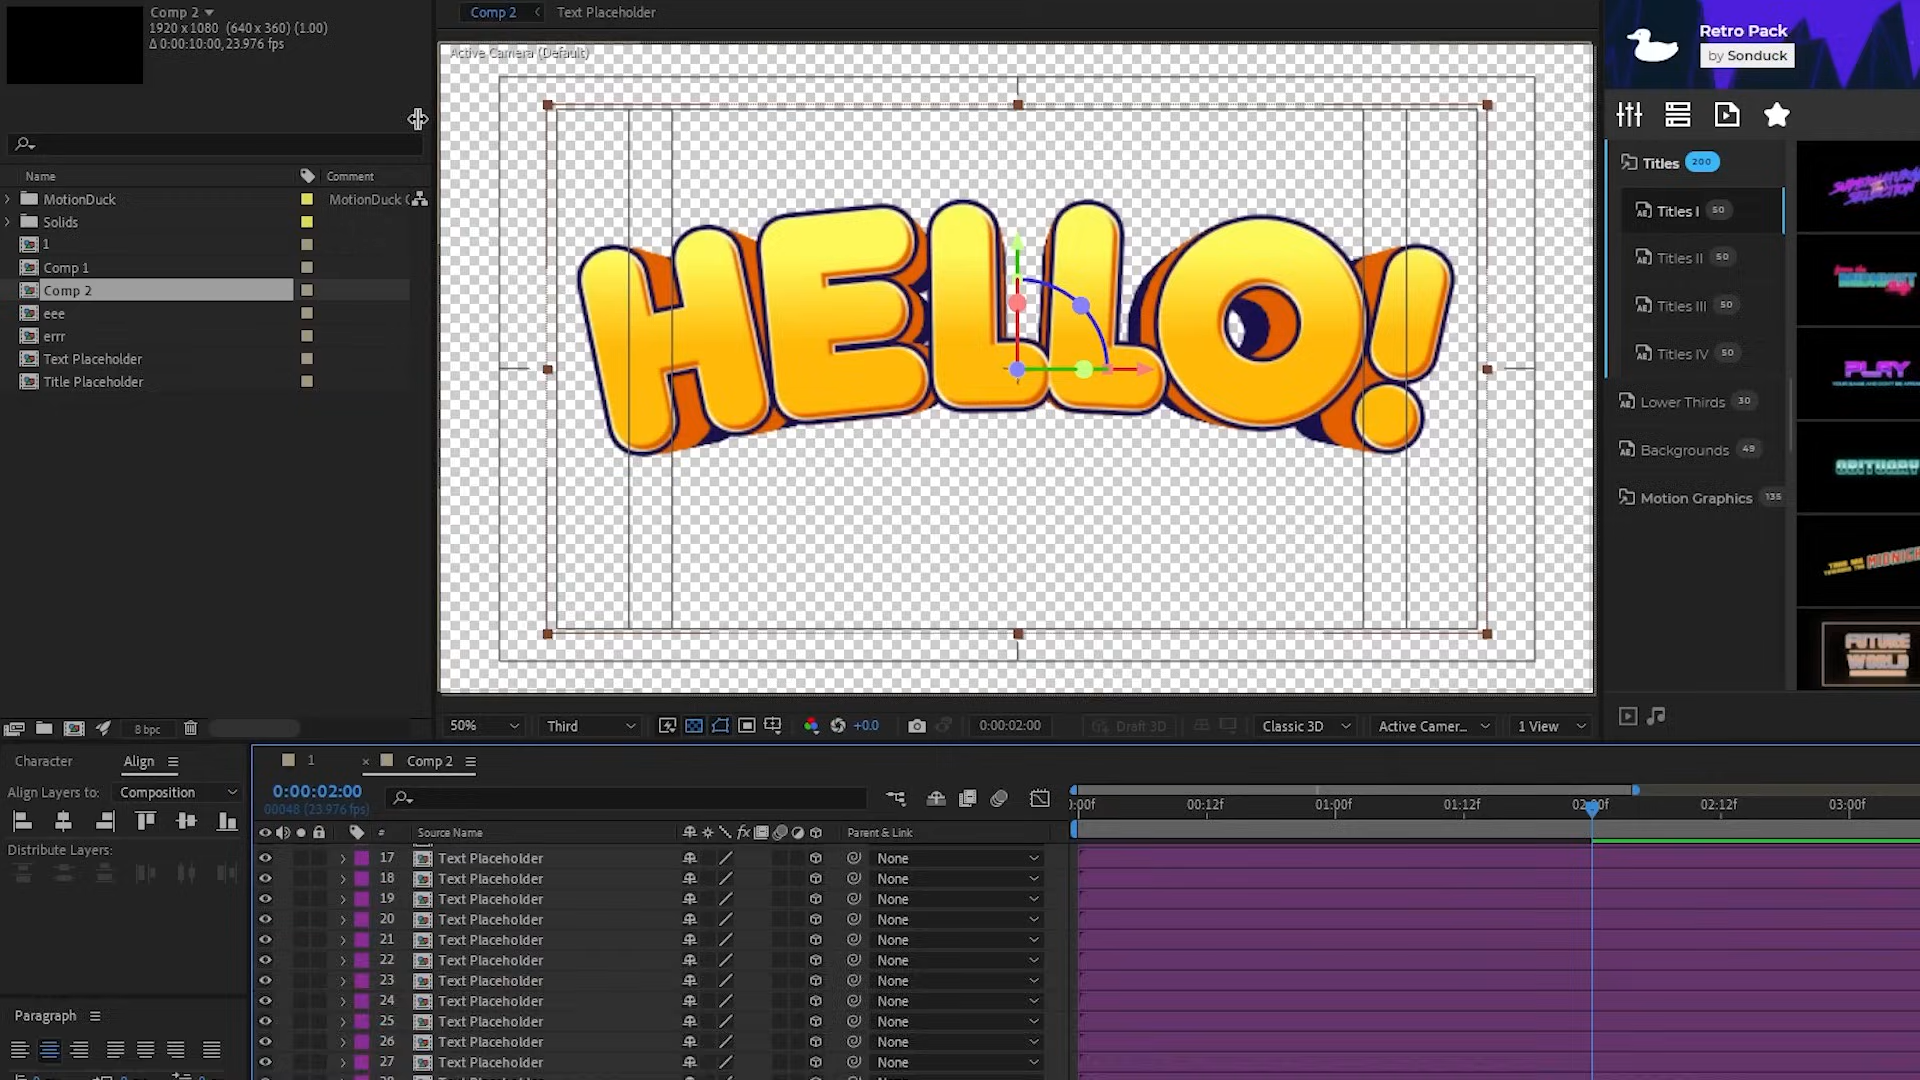 Comp 2
1920 x 1080 (640 x 360) (1.00)
Δ 0:00:10:00, 23.976 fps
Name
Comment
MotionDuck
MotionDuck
Solids
1
Comp 1
Comp 2
eee
errr
Text Placeholder
Title Placeholder
8 bpc
Comp 2
Text Placeholder
Active Camera (Default)
HELLO!
50%
Third
+0.0
0:00:02:00
Draft 3D
Classic 3D
Active Camer...
1 View
Retro Pack
by Sonduck
Titles 200
Titles I 50
Titles II 50
Titles III 50
Titles IV 50
Lower Thirds 30
Backgrounds 49
Motion Graphics 135
PLAY
OBITUARY
FUTURE
WORLD
Character
Align
Align Layers to: Composition
Distribute Layers:
Paragraph
1
Comp 2
0:00:02:00
00048 (23.976 fps)
:00f 00:12f 01:00f 01:12f 02:00f 02:12f 03:00f
# Source Name fx Parent & Link
17 Text Placeholder None
18 Text Placeholder None
19 Text Placeholder None
20 Text Placeholder None
21 Text Placeholder None
22 Text Placeholder None
23 Text Placeholder None
24 Text Placeholder None
25 Text Placeholder None
26 Text Placeholder None
27 Text Placeholder None